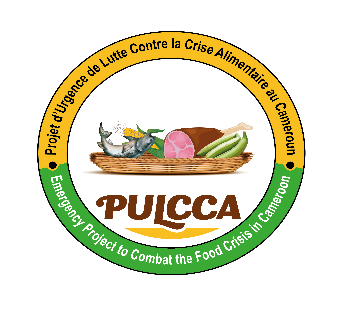 Projet d'Urgence de Lutte Contre la Crise Alimentaire au Cameroun
PULCCA
Emergency Project to Combat the Food Crisis in Cameroon